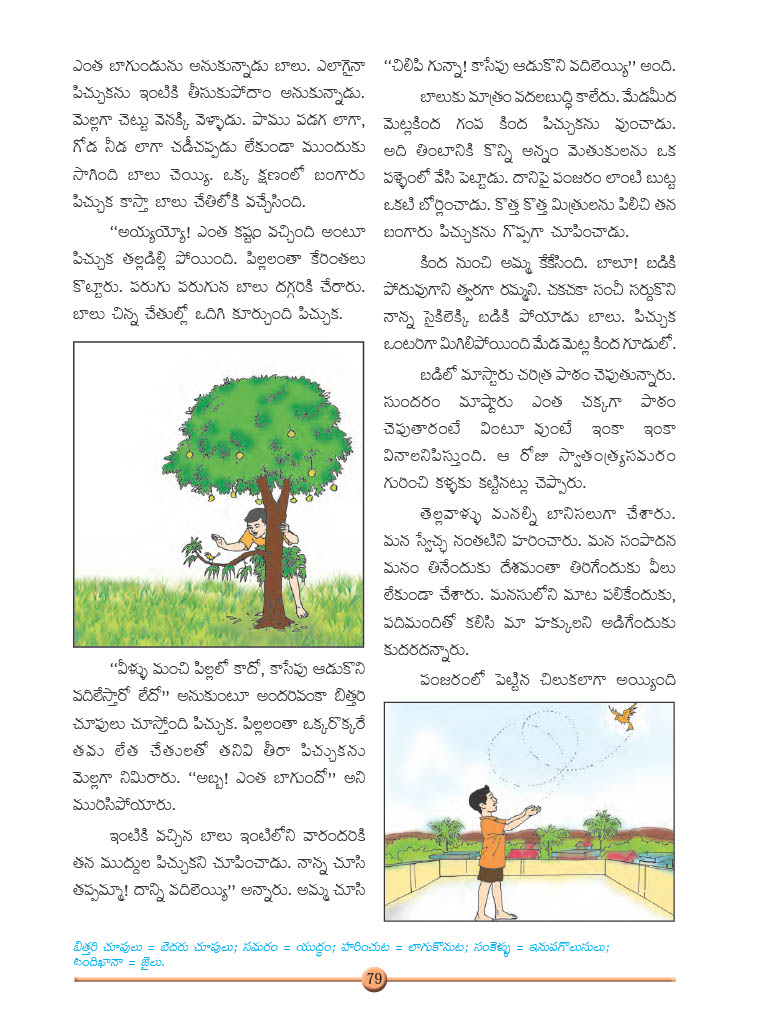 ఎంత బాగుండును అనుకున్నాడు బాలు. ఎలాగైనా
పిచ్చుకను ఇంటికి తీసుకుపోదాం అనుకున్నాడు.
మెల్లగా చెట్టు వెనక్కి వెళ్ళాడు. పాము పడగ లాగా,
గోడ నీడ లాగా చడీచప్పడు లేకుండా ముందుకు
సాగింది బాలు చెయ్యి. ఒక్క క్షణంలో బంగారు
పిచ్చుక కాస్తా బాలు చేతిలోకి వచ్చేసింది.
“అయ్యయ్యో! ఎంత కష్టం వచ్చింది అంటూ
పిచ్చుక తల్లడిల్లి పోయింది. పిల్లలంతా కేరింతలు
కొట్టారు. పరుగు పరుగున బాలు దగ్గరికి చేరారు.
బాలు చిన్న చేతుల్లో ఒదిగి కూర్చుంది పిచ్చుక.
“వీళ్ళు మంచి పిల్లలో కాదో, కాసేపు ఆడుకొని
వదిలేస్తారో లేదో” అనుకుంటూ అందరివంకా బిత్తరి
చూపులు చూస్తోంది పిచ్చుక. పిల్లలంతా ఒక్కరొక్కరే
తమ లేత చేతులతో తనివి తీరా పిచ్చుకను
మెల్లగా నిమిరారు. “అబ్బ! ఎంత బాగుందో” అని
మురిసిపోయారు.
ఇంటికి వచ్చిన బాలు ఇంటిలోని వారందరికి
తన ముద్దుల పిచ్చుకని చూపించాడు. నాన్న చూసి
తప్పమ్మా! దాన్ని వదిలెయ్యి” అన్నారు. అమ్మ చూసి
“చిలిపి గున్నా! కాసేపు ఆడుకొని వదిలెయ్యి” అంది.
బాలుకు మాత్రం వదలబుద్ధి కాలేదు. మేడమీద
మెట్లకింద గంప కింద పిచ్చుకను వుంచాడు.
అది తింటానికి కొన్ని అన్నం మెతుకులను ఒక
పళ్ళెంలో వేసి పెట్టాడు. దానిపై పంజరం లాంటి బుట్ట
ఒకటి బోర్లించాడు. కొత్త కొత్త మిత్రులను పిలిచి తన
బంగారు పిచ్చుకను గొప్పగా చూపించాడు.
కింద నుంచి అమ్మ కేకేసింది. బాలూ! బడికి
పోదువుగాని త్వరగా రమ్మని. చకచకా సంచీ సర్దుకొని
నాన్న సైకిలెక్కి బడికి పోయాడు బాలు. పిచ్చుక
ఒంటరిగా మిగిలిపోయింది మేడ మెట్ల కింద గూడులో.
బడిలో మాస్టారు చరిత్ర పాఠం చెపుతున్నారు.
సుందరం మాష్టారు ఎంత చక్కగా పాఠం
చెపుతారంటే వింటూ వుంటే ఇంకా ఇంకా
వినాలనిపిస్తుంది. ఆ రోజు స్వాతంత్ర్యసమరం
గురించి కళ్ళకు కట్టినట్లు చెప్పారు.
తెల్లవాళ్ళు మనల్ని బానిసలుగా చేశారు.
మన స్వేచ్ఛ నంతటిని హరించారు. మన సంపాదన
మనం తినేందుకు దేశమంతా తిరిగేందుకు వీలు
లేకుండా చేశారు. మనసులోని మాట పలికేందుకు,
పదిమందితో కలిసి మా హక్కులని అడిగేందుకు
కుదరదన్నారు.
పంజరంలో పెట్టిన చిలుకలాగా అయ్యింది
బిత్తరి చూపులు = బెదరు చూపులు; సమరం = యుద్ధం; హరించుట = లాగుకొనుట; సంకెళ్ళు = ఇనుపగొలుసులు;
బందిఖానా = జైలు.
79